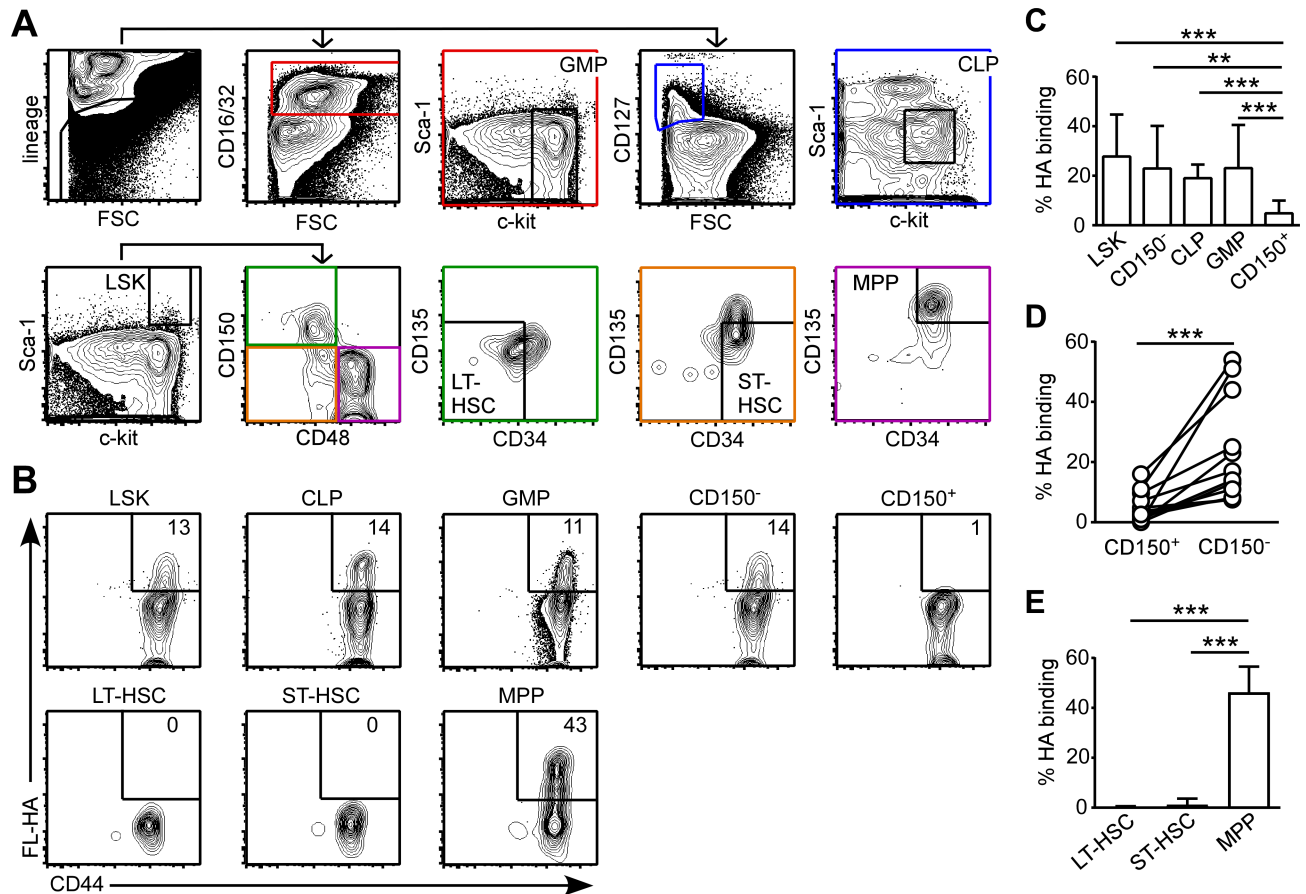 A
lineage
FSC
CD16/32
FSC
GMP
Sca-1
c-kit
CD127
FSC
CLP
Sca-1
c-kit
LSK
Sca-1
c-kit
CD150
CD48
CD135
LT-
HSC
CD34
CD135
ST-
HSC
CD34
MPP
CD135
CD34
B
LSK
13
CLP
14
GMP
11
CD150-
14
CD150+
1
LT-HSC
0
ST-HSC
0
MPP
43
FL-HA
CD44
C
***
**
***
***
% HA binding
60
40
20
0
LSK
CD150-
CLP
GMP
CD150+
D
***
% HA binding
60
40
20
0
CD150+
CD150-
E
***
***
% HA binding
60
40
20
0
LT-HSC
ST-HSC
MPP